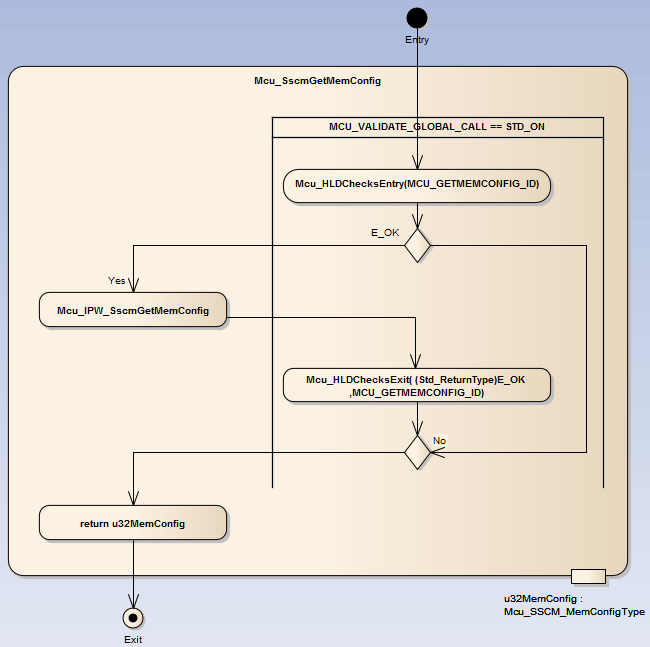 Entry
Mcu_SscmGetMemConfig
MCU_VALIDATE_GLOBAL_CALL == STD_ON
Mcu_HLDChecksEntry(MCU_GETMEMCONFIG_ID)
E_OK
Yes
Mcu_IPW_SscmGetMemConfig
Mcu_HLDChecksExit( (Std_ReturnType)E_OK
,MCU_GETMEMCONFIG_ID)
No
return u32MemConfig
u32MemConfig :
Mcu_SSCM_MemConfigType
Exit